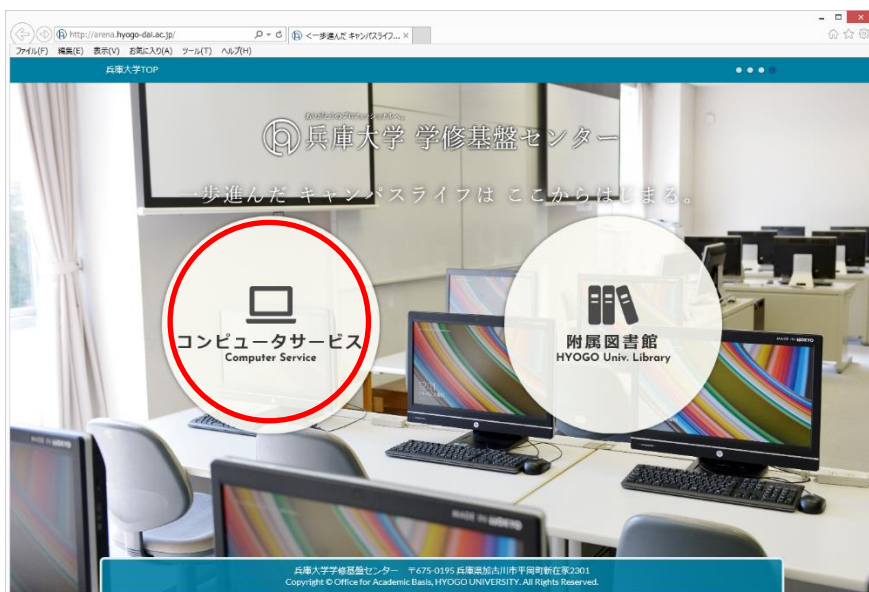 http://arena.hyogo-dai.ac.jp/
<一歩進んだ キャンパスライフ... ×
ファイル(F) 編集(E) 表示(V) お気に入り(A) ツール(T) ヘルプ(H)
兵庫大学TOP
兵庫大学 学修基盤センター
一歩進んだ キャンパスライフは ここからはじまる。
コンピュータサービス
Computer Service
附属図書館
HYOGO Univ. Library
12:41
MADE IN TOKYO
兵庫大学学修基盤センター 〒675-0195 兵庫県加古川市平岡町新在家2301
Copyright © Office for Academic Basis, HYOGO UNIVERSITY. All Rights Reserved.